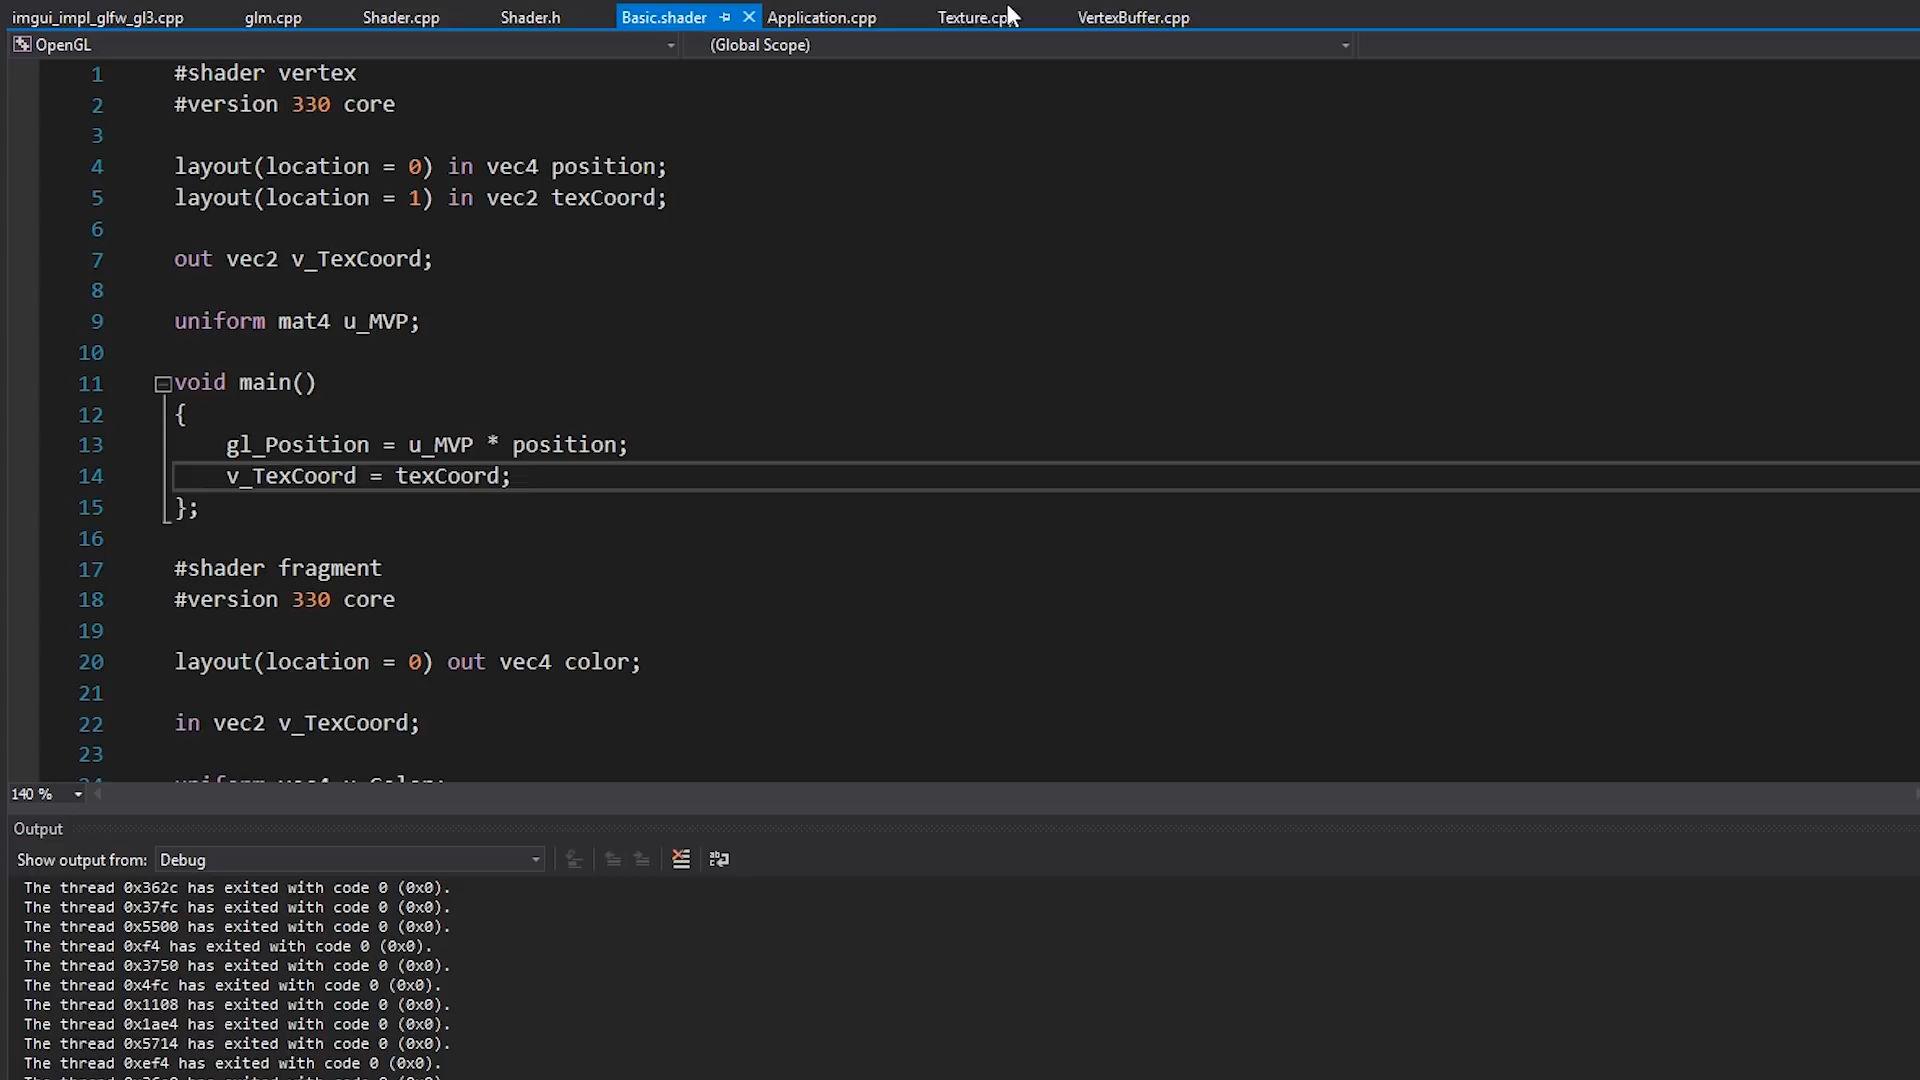 imgui_impl_glfw_gl3.cpp glm.cpp Shader.cpp Shader.h Basic.shader Application.cpp Texture.cpp VertexBuffer.cpp
OpenGL (Global Scope)
1 #shader vertex
2 #version 330 core
3
4 layout(location = 0) in vec4 position;
5 layout(location = 1) in vec2 texCoord;
6
7 out vec2 v_TexCoord;
8
9 uniform mat4 u_MVP;
10
11 void main()
12 {
13 gl_Position = u_MVP * position;
14 v_TexCoord = texCoord;
15 };
16
17 #shader fragment
18 #version 330 core
19
20 layout(location = 0) out vec4 color;
21
22 in vec2 v_TexCoord;
23
24 uniform vec4 u_Color;
140 %
Output
Show output from: Debug
The thread 0x362c has exited with code 0 (0x0).
The thread 0x37fc has exited with code 0 (0x0).
The thread 0x5500 has exited with code 0 (0x0).
The thread 0xf4 has exited with code 0 (0x0).
The thread 0x3750 has exited with code 0 (0x0).
The thread 0x4fc has exited with code 0 (0x0).
The thread 0x1108 has exited with code 0 (0x0).
The thread 0x1ae4 has exited with code 0 (0x0).
The thread 0x5714 has exited with code 0 (0x0).
The thread 0xef4 has exited with code 0 (0x0).